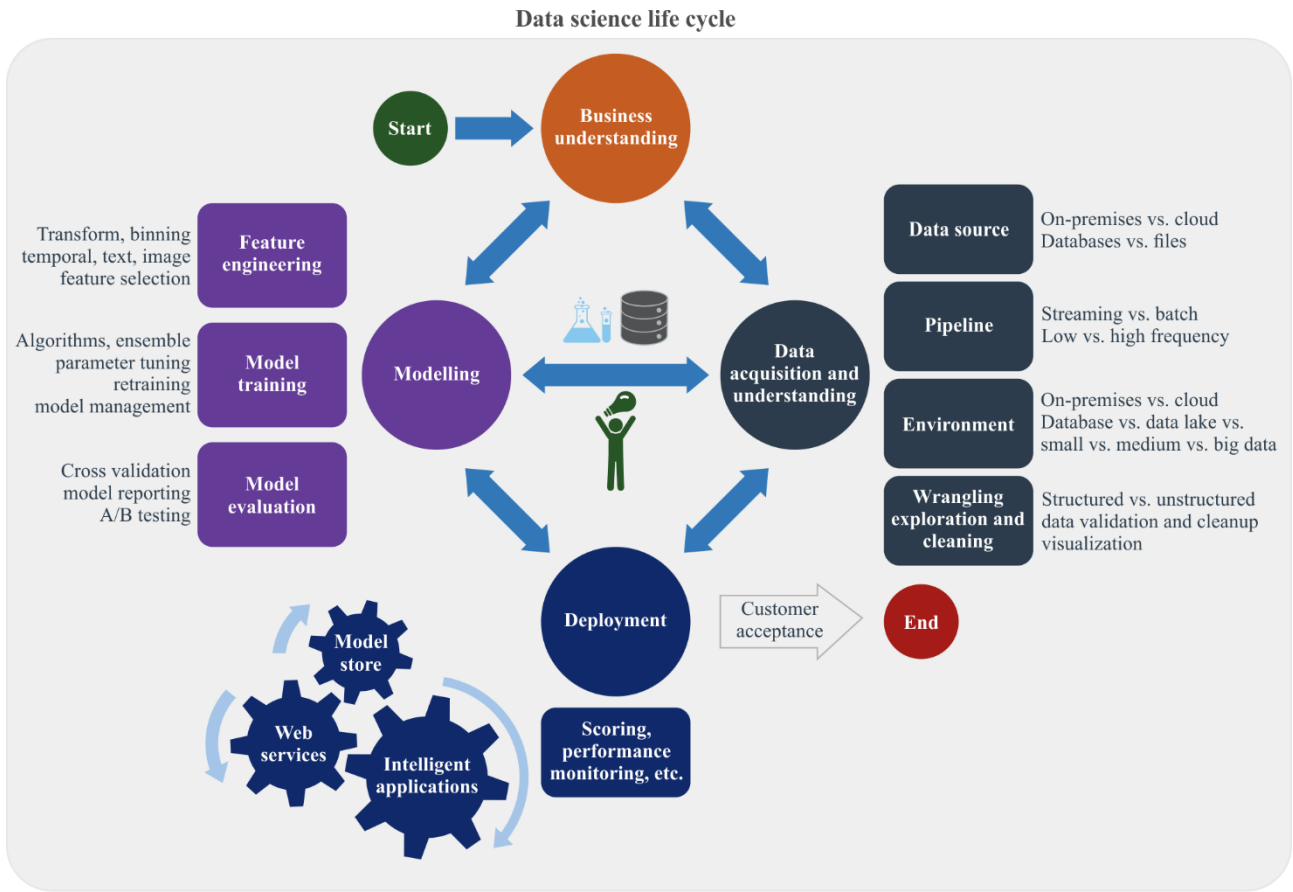 Data science life cycle
Start
Business
understanding
Feature
engineering
Transform, binning
temporal, text, image
feature selection
Model
training
Algorithms, ensemble
parameter tuning
retraining
model management
Model
evaluation
Cross validation
model reporting
A/B testing
Modelling
Data
acquisition and
understanding
Data source
On-premises vs. cloud
Databases vs. files
Pipeline
Streaming vs. batch
Low vs. high frequency
Environment
On-premises vs. cloud
Database vs. data lake vs.
small vs. medium vs. big data
Wrangling
exploration and
cleaning
Structured vs. unstructured
data validation and cleanup
visualization
Deployment
Customer
acceptance
End
Model
store
Web
services
Intelligent
applications
Scoring,
performance
monitoring, etc.